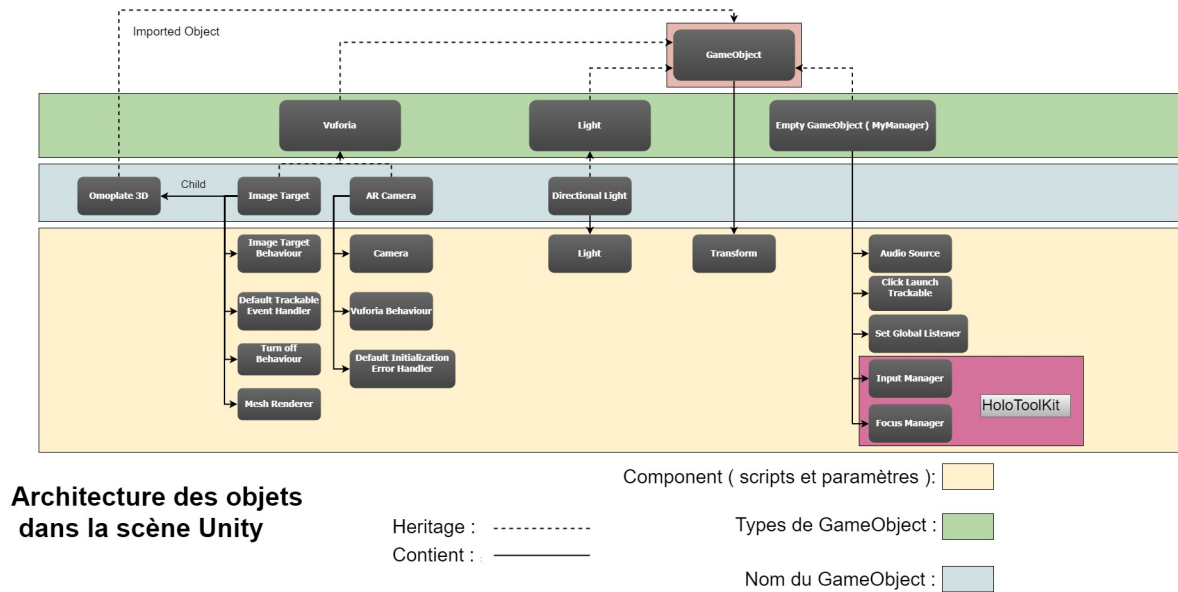 Imported Object
GameObject
Vuforia
Light
Empty GameObject ( MyManager)
Omoplate 3D
Child
Image Target
AR Camera
Directional Light
Image Target
Behaviour
Camera
Light
Transform
Audio Source
Default Trackable
Event Handler
Vuforia Behaviour
Click Launch
Trackable
Set Global Listener
Turn off
Behaviour
Default Initialization
Error Handler
Input Manager
HoloToolKit
Mesh Renderer
Focus Manager
Architecture des objets
dans la scène Unity
Heritage :
Contient :
Component ( scripts et paramètres ):
Types de GameObject :
Nom du GameObject :